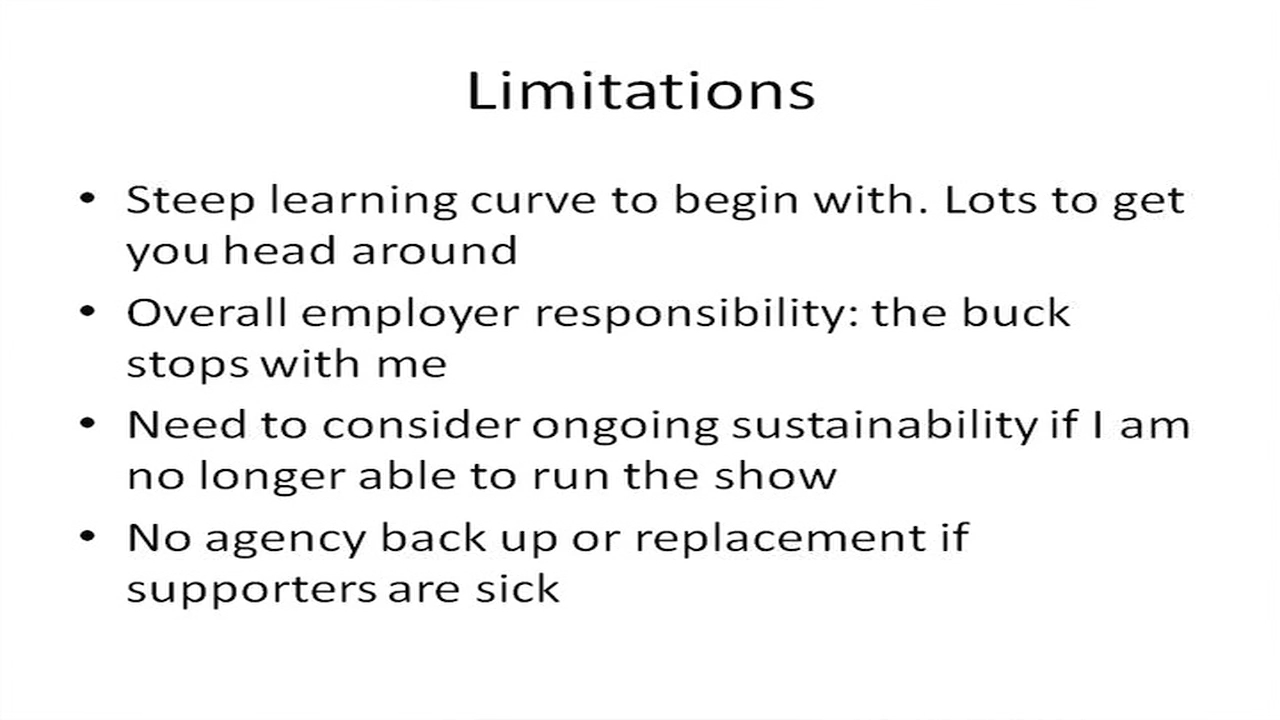 Limitations
• Steep learning curve to begin with. Lots to get
you head around
• Overall employer responsibility: the buck
stops with me
• Need to consider ongoing sustainability if I am
no longer able to run the show
• No agency back up or replacement if
supporters are sick